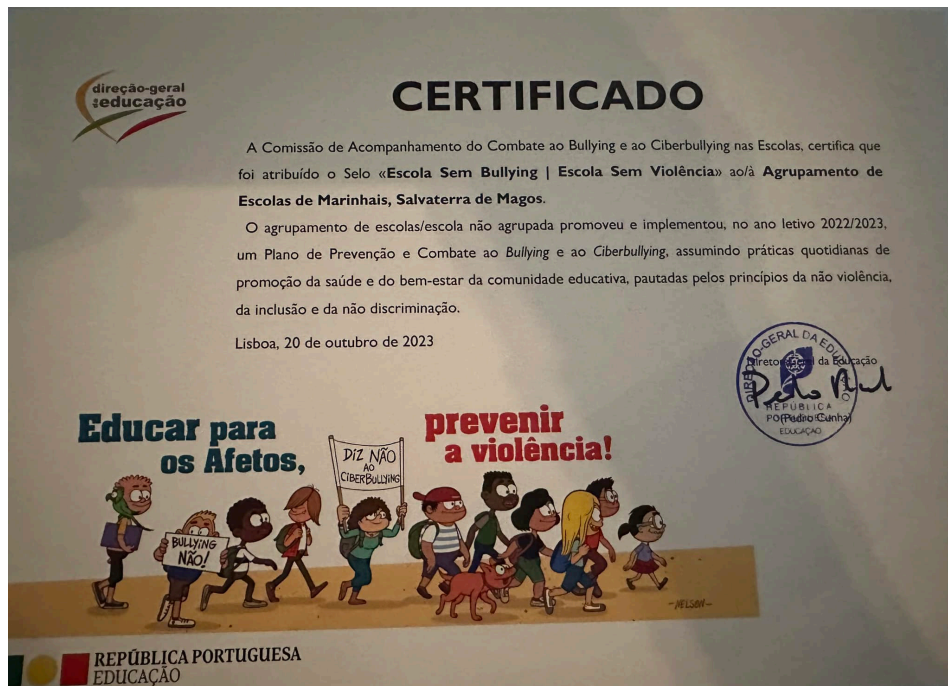 direção-geral
da educação
CERTIFICADO
A Comissão de Acompanhamento do Combate ao Bullying e ao Ciberbullying nas Escolas, certifica que
foi atribuído o Selo «Escola Sem Bullying | Escola Sem Violência» ao/à Agrupamento de
Escolas de Marinhais, Salvaterra de Magos.
O agrupamento de escolas/escola não agrupada promoveu e implementou, no ano letivo 2022/2023,
um Plano de Prevenção e Combate ao Bullying e ao Ciberbullying, assumindo práticas quotidianas de
promoção da saúde e do bem-estar da comunidade educativa, pautadas pelos princípios da não violência,
da inclusão e da não discriminação.
Lisboa, 20 de outubro de 2023
DIREÇÃO-GERAL DA EDUCAÇÃO
Diretor-Geral da Educação
REPÚBLICA
PORTUGUESA
(Pedro Cunha)
EDUCAÇÃO
Educar para
os Afetos,
prevenir
a violência!
DIZ NÃO
AO
CIBERBULLYING
BULLYING
NÃO!
-NELSON-
REPÚBLICA PORTUGUESA
EDUCAÇÃO